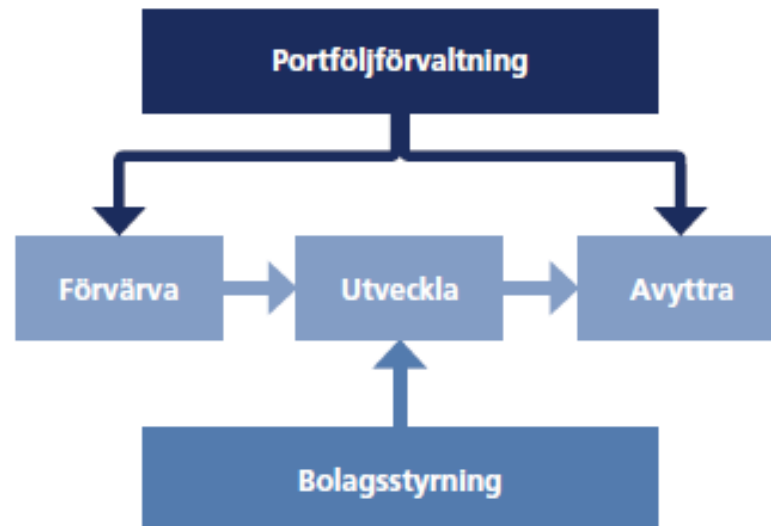 Portföljförvaltning
Förvärva
Utveckla
Avyttra
Bolagsstyrning